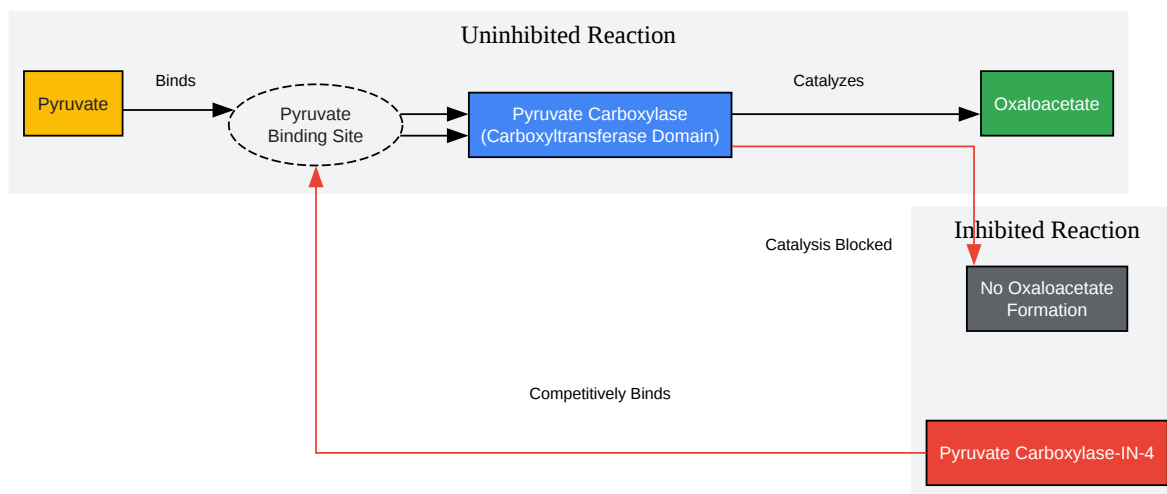 Uninhibited Reaction
Pyruvate
Binds
Pyruvate
Binding Site
Pyruvate Carboxylase
(Carboxyltransferase Domain)
Catalyzes
Oxaloacetate
Inhibited Reaction
Catalysis Blocked
No Oxaloacetate
Formation
Competitively Binds
Pyruvate Carboxylase-IN-4